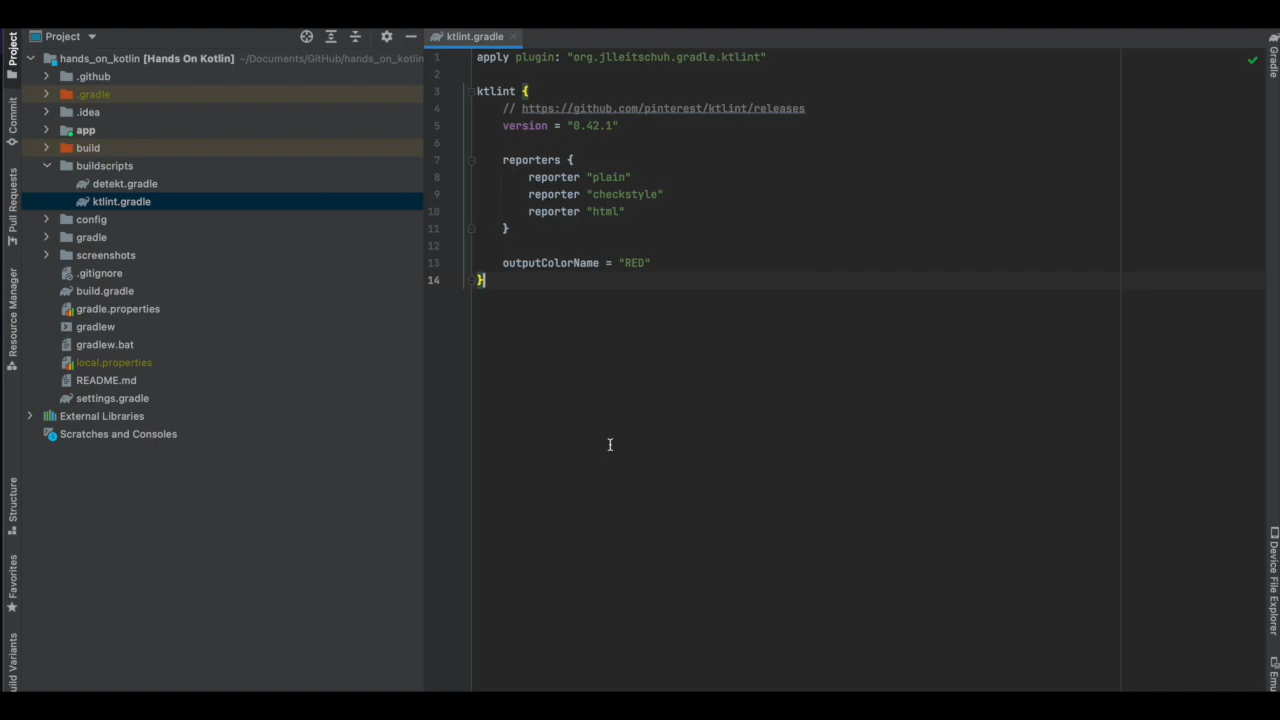 Project
ktlint.gradle
hands_on_kotlin [Hands On Kotlin] ~/Documents/GitHub/hands_on_kotlin
.github
.gradle
.idea
app
build
buildscripts
detekt.gradle
ktlint.gradle
config
gradle
screenshots
.gitignore
build.gradle
gradle.properties
gradlew
gradlew.bat
local.properties
README.md
settings.gradle
External Libraries
Scratches and Consoles
1 apply plugin: "org.jlleitschuh.gradle.ktlint"
2
3 ktlint {
4 // https://github.com/pinterest/ktlint/releases
5 version = "0.42.1"
6
7 reporters {
8 reporter "plain"
9 reporter "checkstyle"
10 reporter "html"
11 }
12
13 outputColorName = "RED"
14 }
Project
Commit
Pull Requests
Resource Manager
Structure
Favorites
uild Variants
Gradle
Device File Explorer
Emu